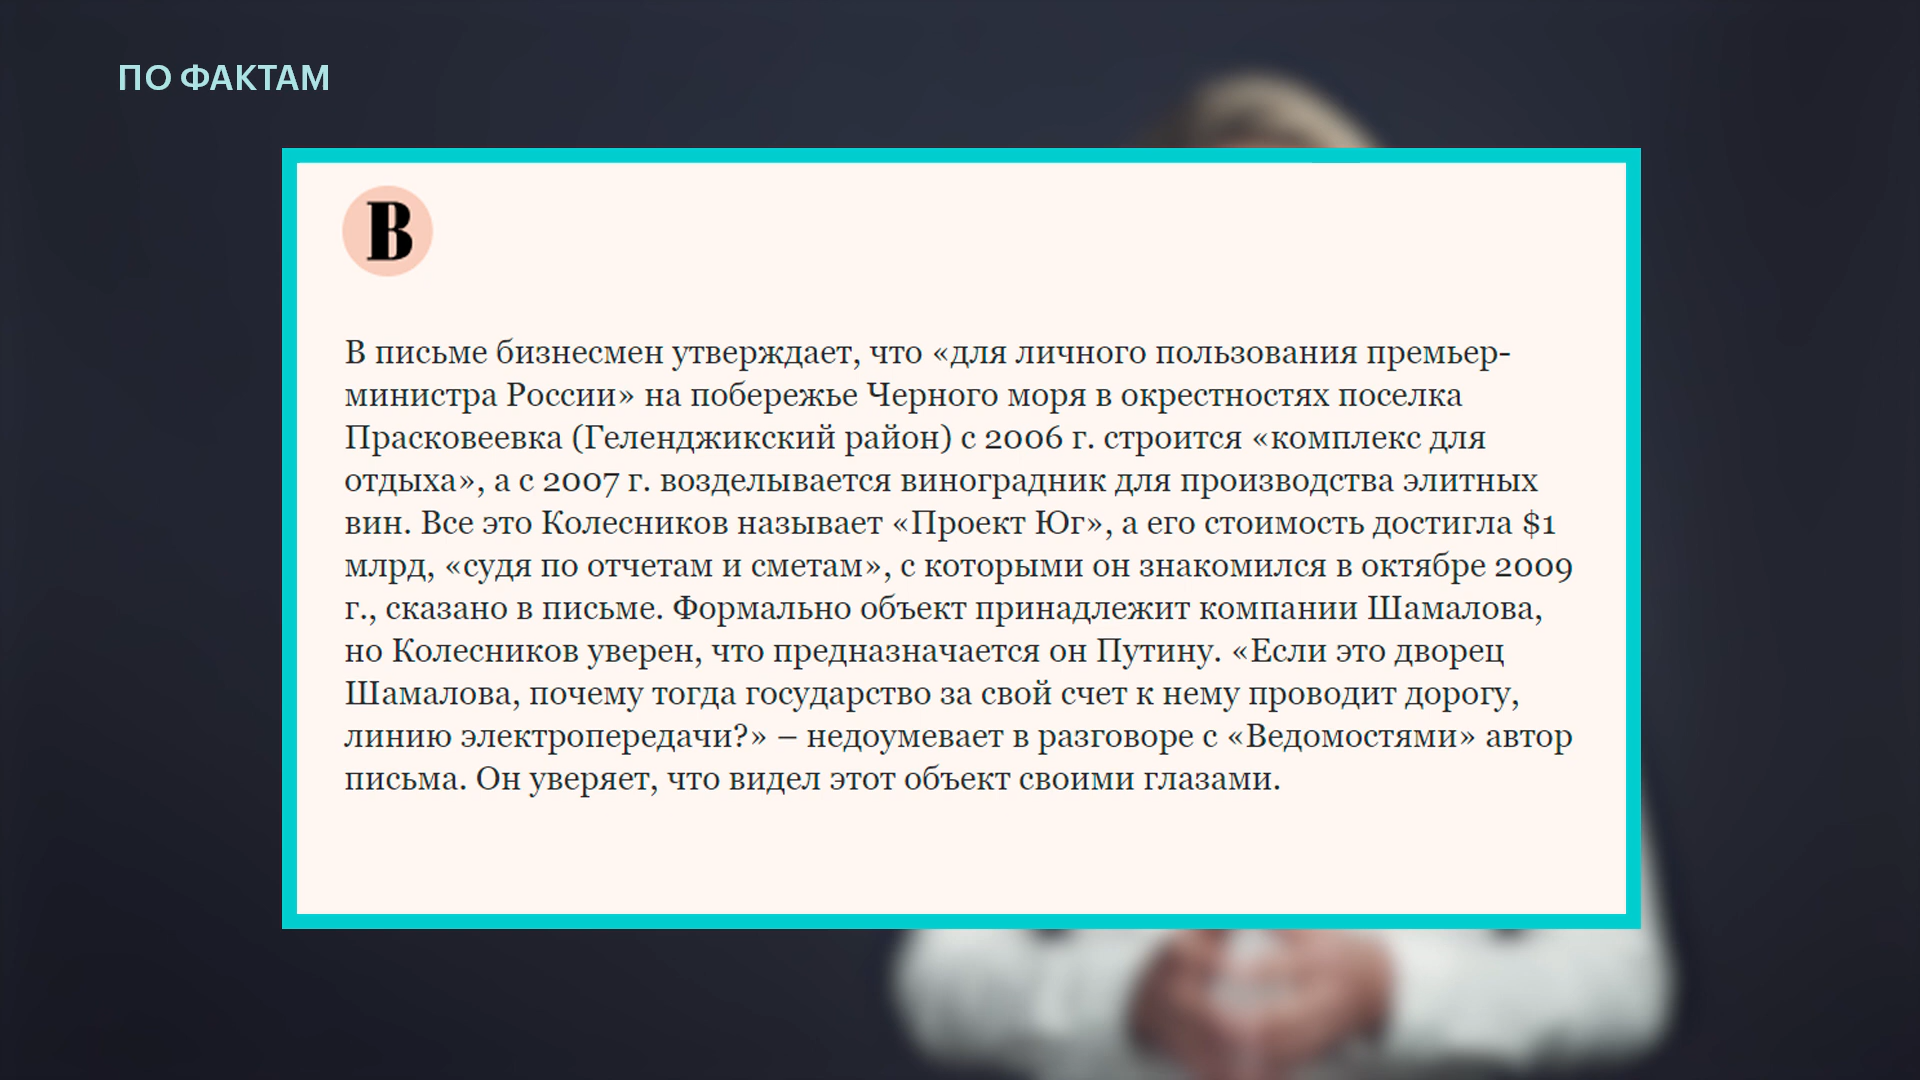 ПО ФАКТАМ
В
В письме бизнесмен утверждает, что «для личного пользования премьер-
министра России» на побережье Черного моря в окрестностях поселка
Прасковеевка (Геленджикский район) с 2006 г. строится «комплекс для
отдыха», а с 2007 г. возделывается виноградник для производства элитных
вин. Все это Колесников называет «Проект Юг», а его стоимость достигла $1
млрд, «судя по отчетам и сметам», с которыми он знакомился в октябре 2009
г., сказано в письме. Формально объект принадлежит компании Шамалова,
но Колесников уверен, что предназначается он Путину. «Если это дворец
Шамалова, почему тогда государство за свой счет к нему проводит дорогу,
линию электропередачи?» – недоумевает в разговоре с «Ведомостями» автор
письма. Он уверяет, что видел этот объект своими глазами.